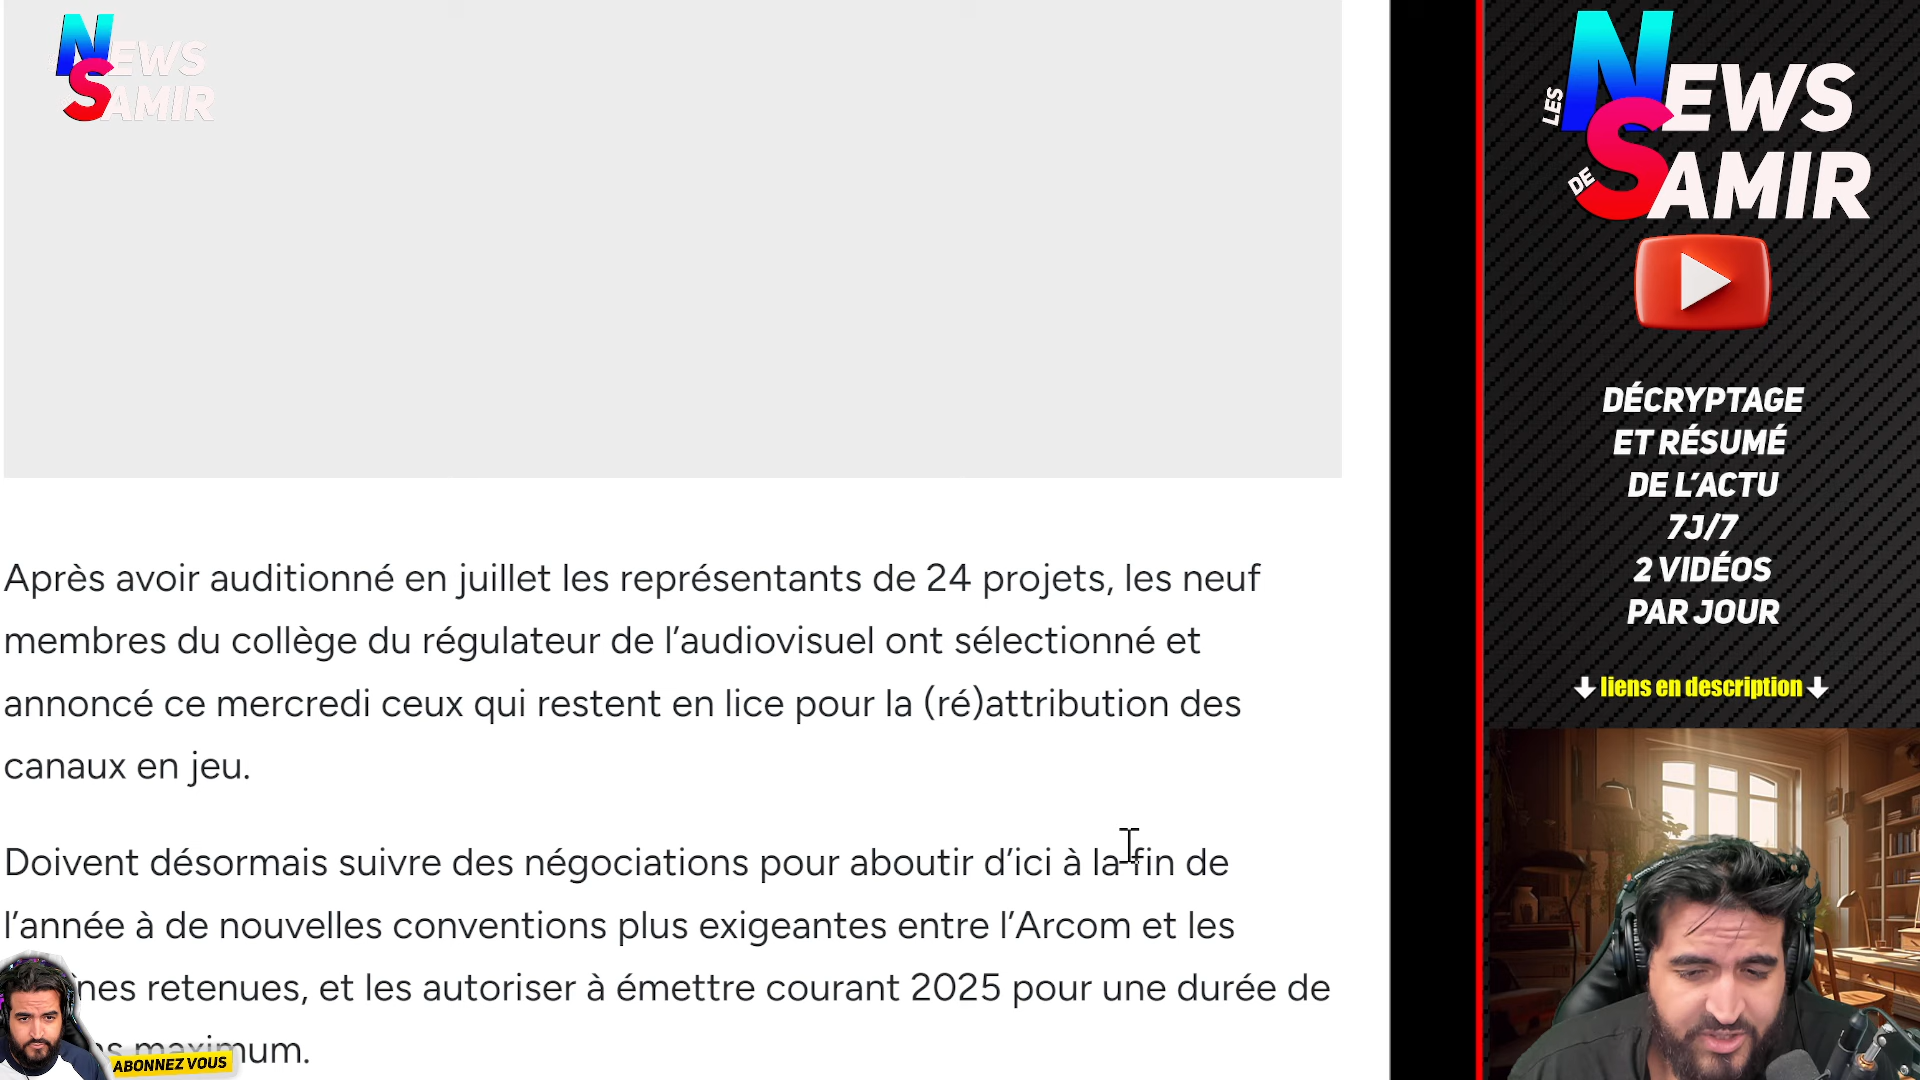 NEWS
SAMIR
Après avoir auditionné en juillet les représentants de 24 projets, les neuf
membres du collège du régulateur de l’audiovisuel ont sélectionné et
annoncé ce mercredi ceux qui restent en lice pour la (ré)attribution des
canaux en jeu.
Doivent désormais suivre des négociations pour aboutir d’ici à la fin de
l’année à de nouvelles conventions plus exigeantes entre l’Arcom et les
retenues, et les autoriser à émettre courant 2025 pour une durée de
maximum.
ABONNEZ VOUS
LES NEWS
DE SAMIR
DÉCRYPTAGE
ET RÉSUMÉ
DE L’ACTU
7J/7
2 VIDÉOS
PAR JOUR
liens en description